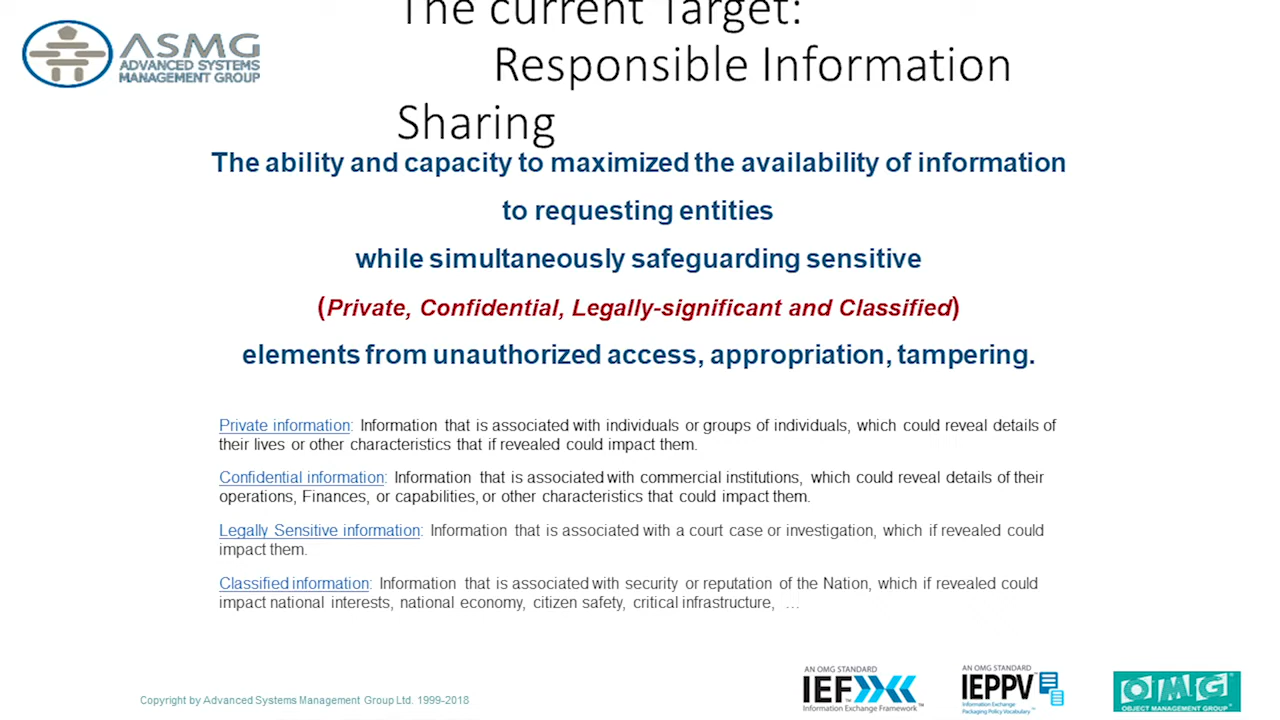 The current Target:
Responsible Information
Sharing
ASMG
ADVANCED SYSTEMS
MANAGEMENT GROUP
The ability and capacity to maximized the availability of information
to requesting entities
while simultaneously safeguarding sensitive
(Private, Confidential, Legally-significant and Classified)
elements from unauthorized access, appropriation, tampering.
Private information: Information that is associated with individuals or groups of individuals, which could reveal details of
their lives or other characteristics that if revealed could impact them.
Confidential information: Information that is associated with commercial institutions, which could reveal details of their
operations, Finances, or capabilities, or other characteristics that could impact them.
Legally Sensitive information: Information that is associated with a court case or investigation, which if revealed could
impact them.
Classified information: Information that is associated with security or reputation of the Nation, which if revealed could
impact national interests, national economy, citizen safety, critical infrastructure, …
Copyright by Advanced Systems Management Group Ltd. 1999-2018
AN OMG STANDARD
IEF™
Information Exchange Framework™
AN OMG STANDARD
IEPPV™
Information Exchange
Packaging Policy Vocabulary™
OMG®
OBJECT MANAGEMENT GROUP®